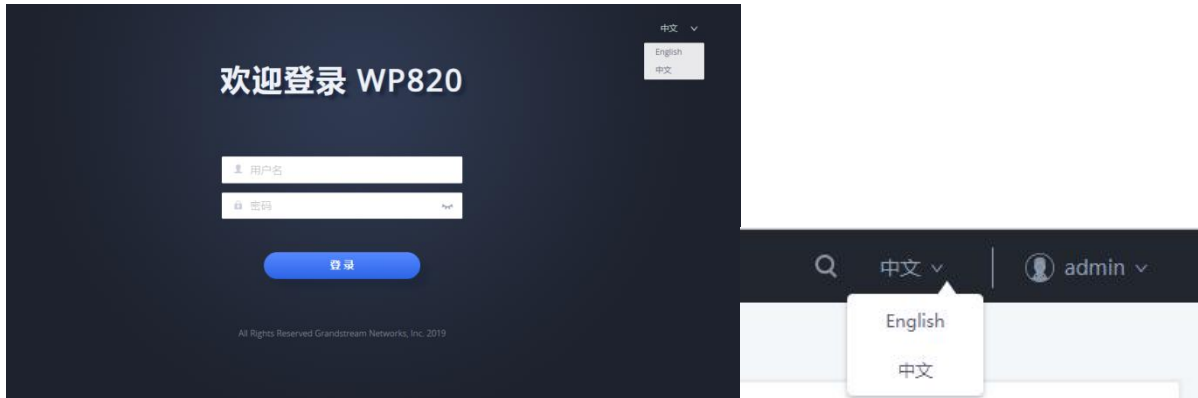 中文
English
中文
欢迎登录 WP820
用户名
密码
登录
All Rights Reserved Grandstream Networks, Inc. 2019
中文
admin
English
中文